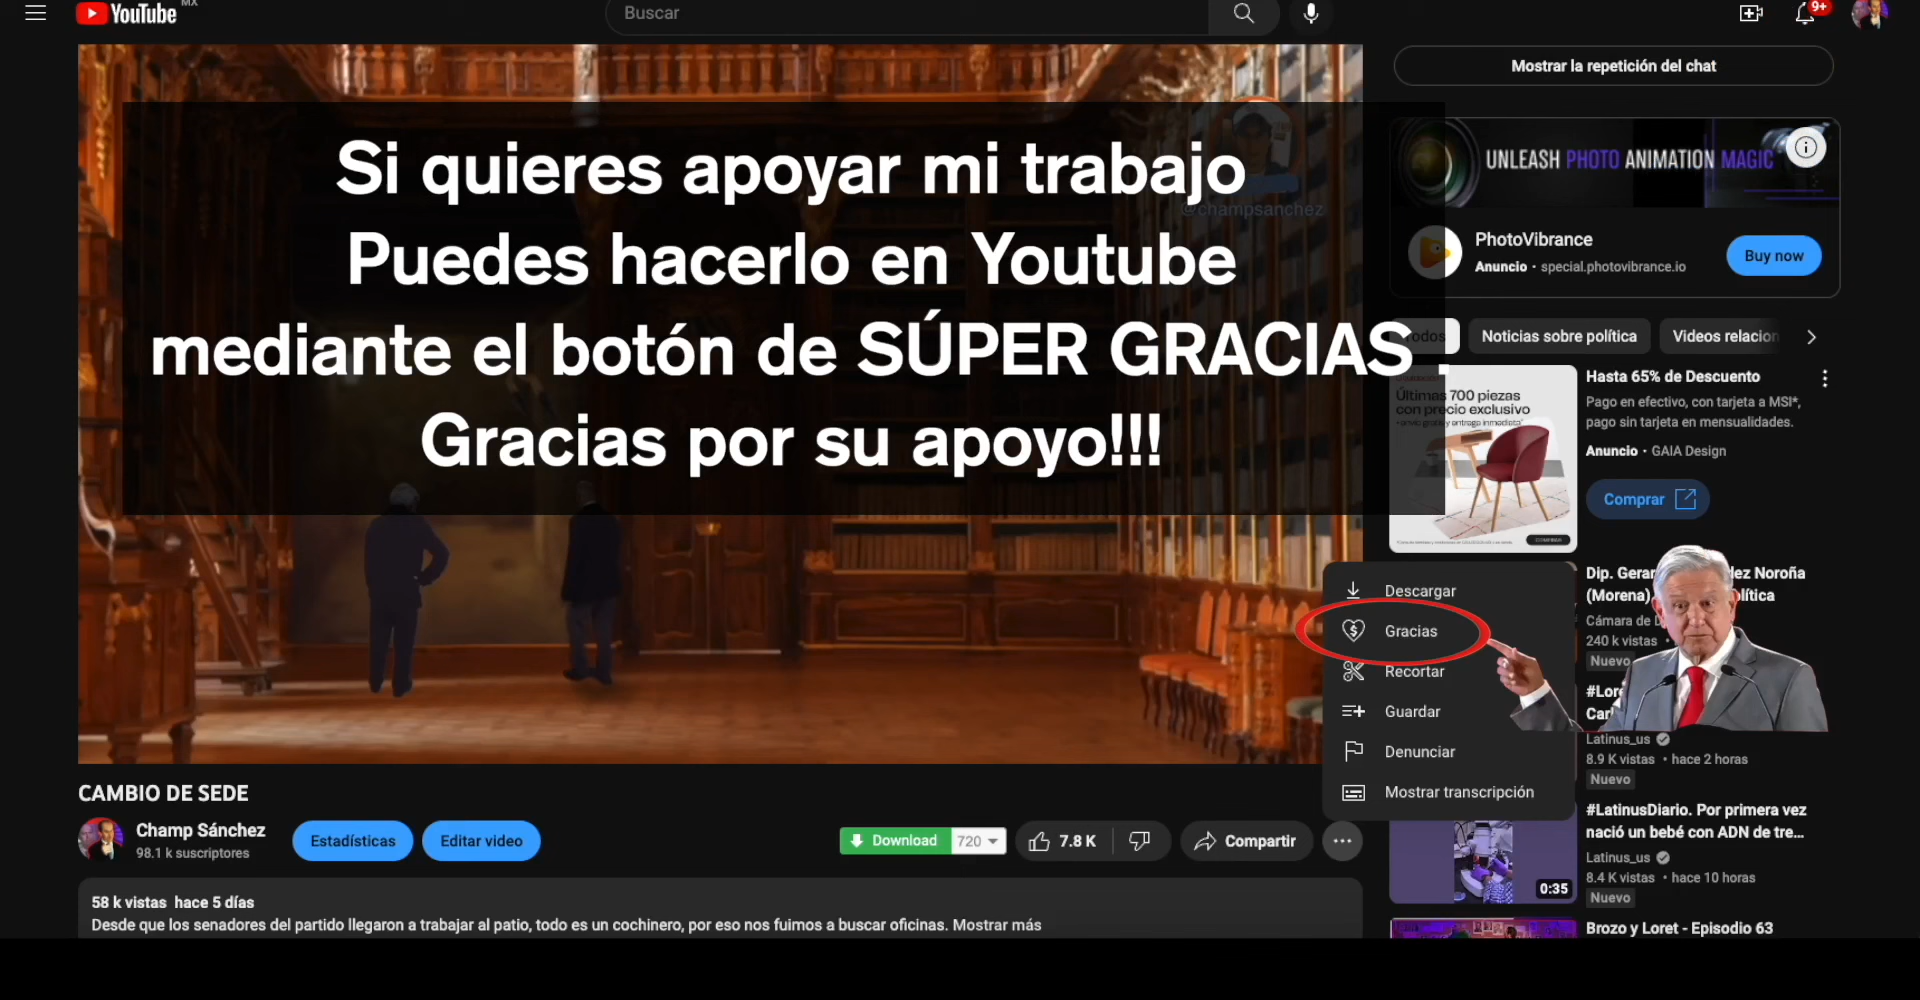 YouTube
MX
Buscar
9+
Mostrar la repetición del chat
Si quieres apoyar mi trabajo
Puedes hacerlo en Youtube
mediante el botón de SÚPER GRACIAS .
Gracias por su apoyo!!!
@champsanchez
UNLEASH PHOTO ANIMATION MAGIC
PhotoVibrance
Anuncio • special.photovibrance.io
Buy now
Todos
Noticias sobre política
Videos relacion
Últimas 700 piezas
con precio exclusivo
Hasta 65% de Descuento
Pago en efectivo, con tarjeta a MSI*,
pago sin tarjeta en mensualidades.
Anuncio • GAIA Design
Comprar
Descargar
Gracias
Recortar
Guardar
Denunciar
Mostrar transcripción
Dip. Gerar lez Noroña
(Morena) lítica
Cámara de D
240 k vistas •
Nuevo
#Lore
Carl
Latinus_us
8.9 K vistas • hace 2 horas
Nuevo
#LatinusDiario. Por primera vez
nació un bebé con ADN de tre...
Latinus_us
8.4 K vistas • hace 10 horas
Nuevo
0:35
Brozo y Loret - Episodio 63
CAMBIO DE SEDE
Champ Sánchez
98.1 k suscriptores
Estadísticas
Editar video
Download
720
7.8 K
Compartir
58 k vistas hace 5 días
Desde que los senadores del partido llegaron a trabajar al patio, todo es un cochinero, por eso nos fuimos a buscar oficinas. Mostrar más